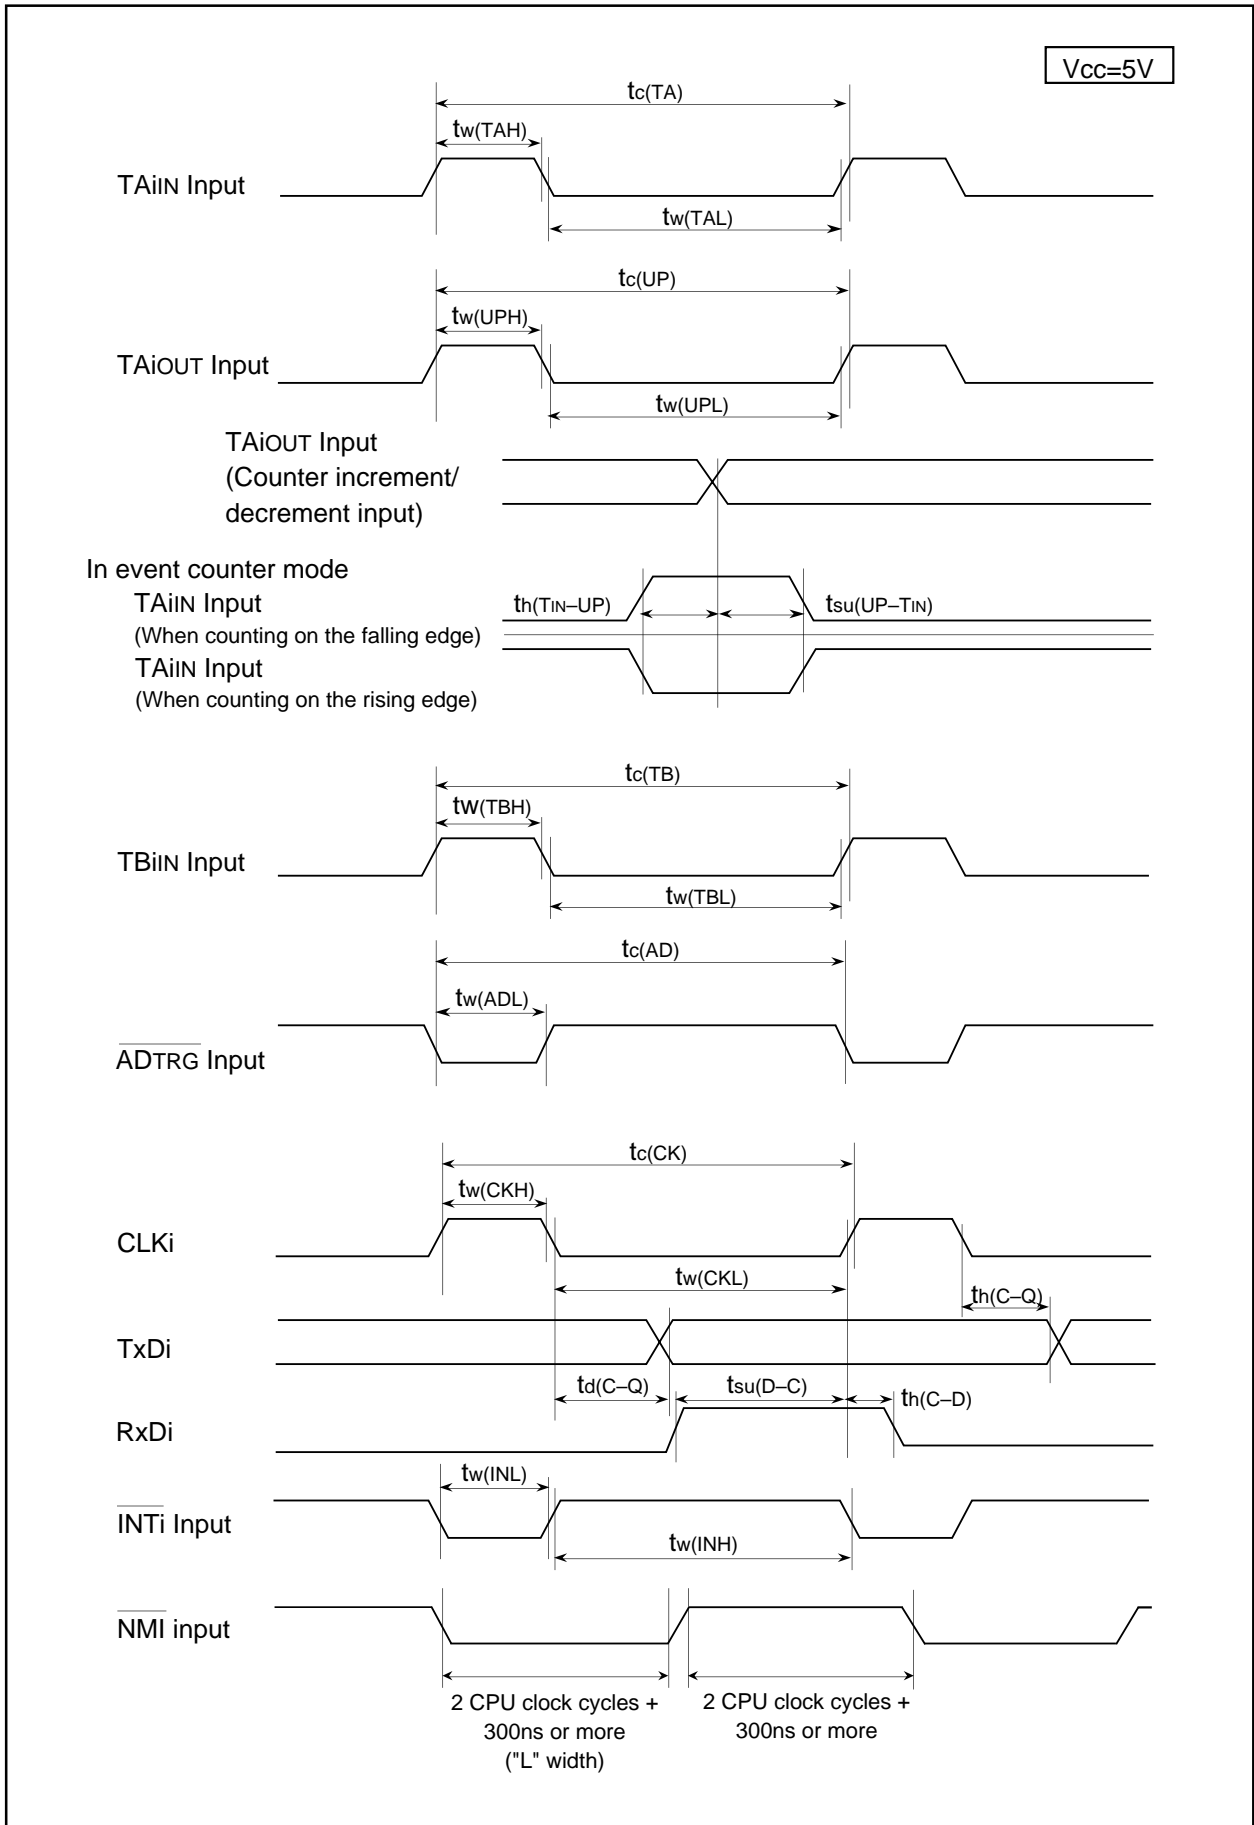 Vcc=5V
tc(TA)
tw(TAH)
TAiIN Input
tw(TAL)
tc(UP)
tw(UPH)
TAiOUT Input
tw(UPL)
TAiOUT Input
(Counter increment/
decrement input)
In event counter mode
TAiIN Input
th(TIN–UP)
tsu(UP–TIN)
(When counting on the falling edge)
TAiIN Input
(When counting on the rising edge)
tc(TB)
tw(TBH)
TBiIN Input
tw(TBL)
tc(AD)
tw(ADL)
ADTRG Input
tc(CK)
tw(CKH)
CLKi
tw(CKL)
th(C–Q)
TxDi
td(C–Q)
tsu(D–C)
th(C–D)
RxDi
tw(INL)
INTi Input
tw(INH)
NMI input
2 CPU clock cycles +
300ns or more
("L" width)
2 CPU clock cycles +
300ns or more